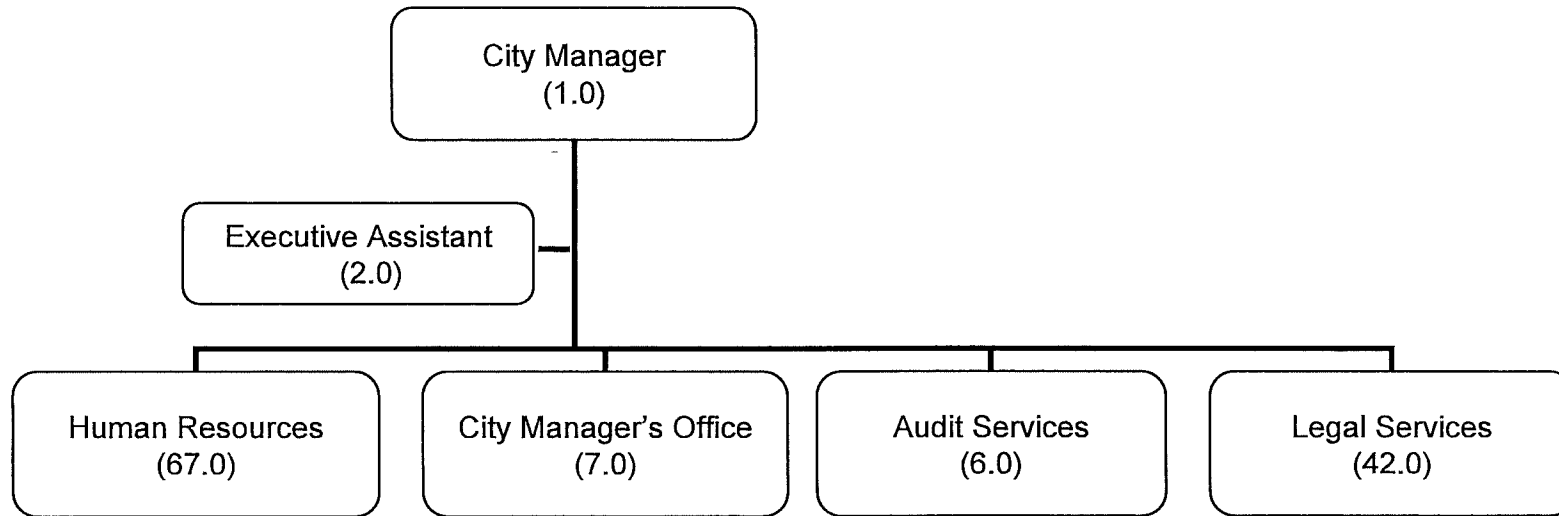 City Manager
(1.0)
Executive Assistant
(2.0)
Human Resources
(67.0)
City Manager’s Office
(7.0)
Audit Services
(6.0)
Legal Services
(42.0)